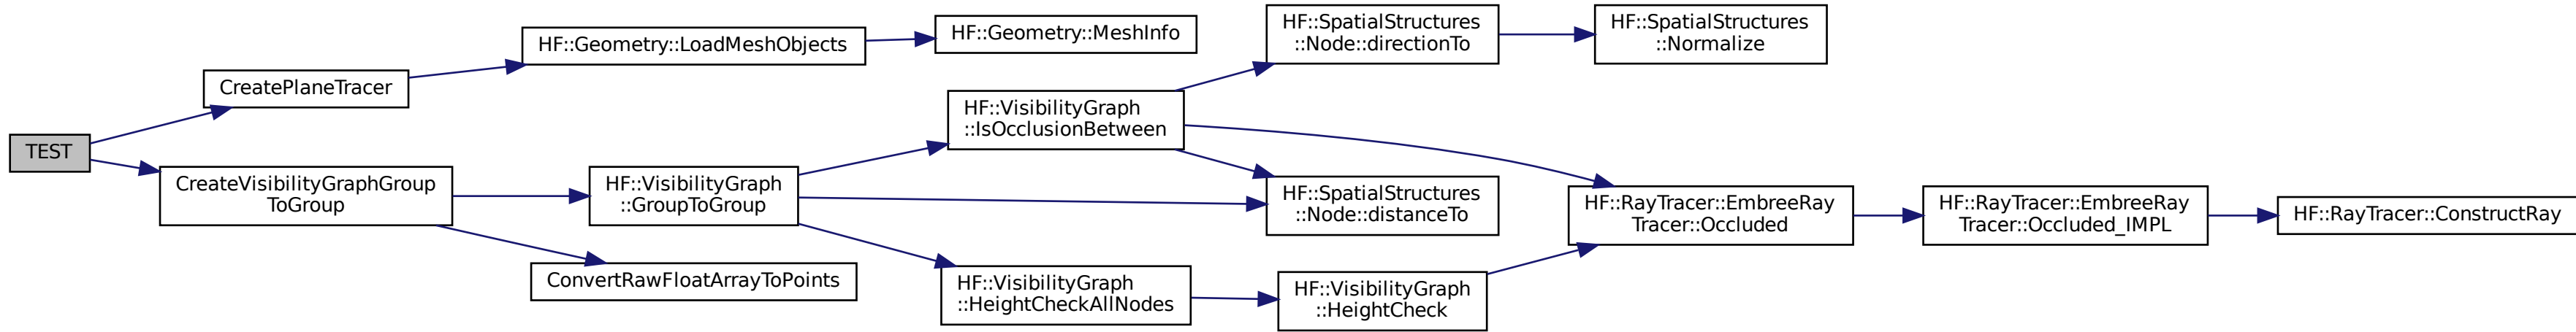 TEST
CreatePlaneTracer
HF::Geometry::LoadMeshObjects
HF::Geometry::MeshInfo
CreateVisibilityGraphGroup
ToGroup
HF::VisibilityGraph
::GroupToGroup
HF::VisibilityGraph
::IsOcclusionBetween
HF::SpatialStructures
::Node::directionTo
HF::SpatialStructures
::Normalize
HF::SpatialStructures
::Node::distanceTo
HF::RayTracer::EmbreeRay
Tracer::Occluded
HF::RayTracer::EmbreeRay
Tracer::Occluded_IMPL
HF::RayTracer::ConstructRay
HF::VisibilityGraph
::HeightCheckAllNodes
HF::VisibilityGraph
::HeightCheck
ConvertRawFloatArrayToPoints